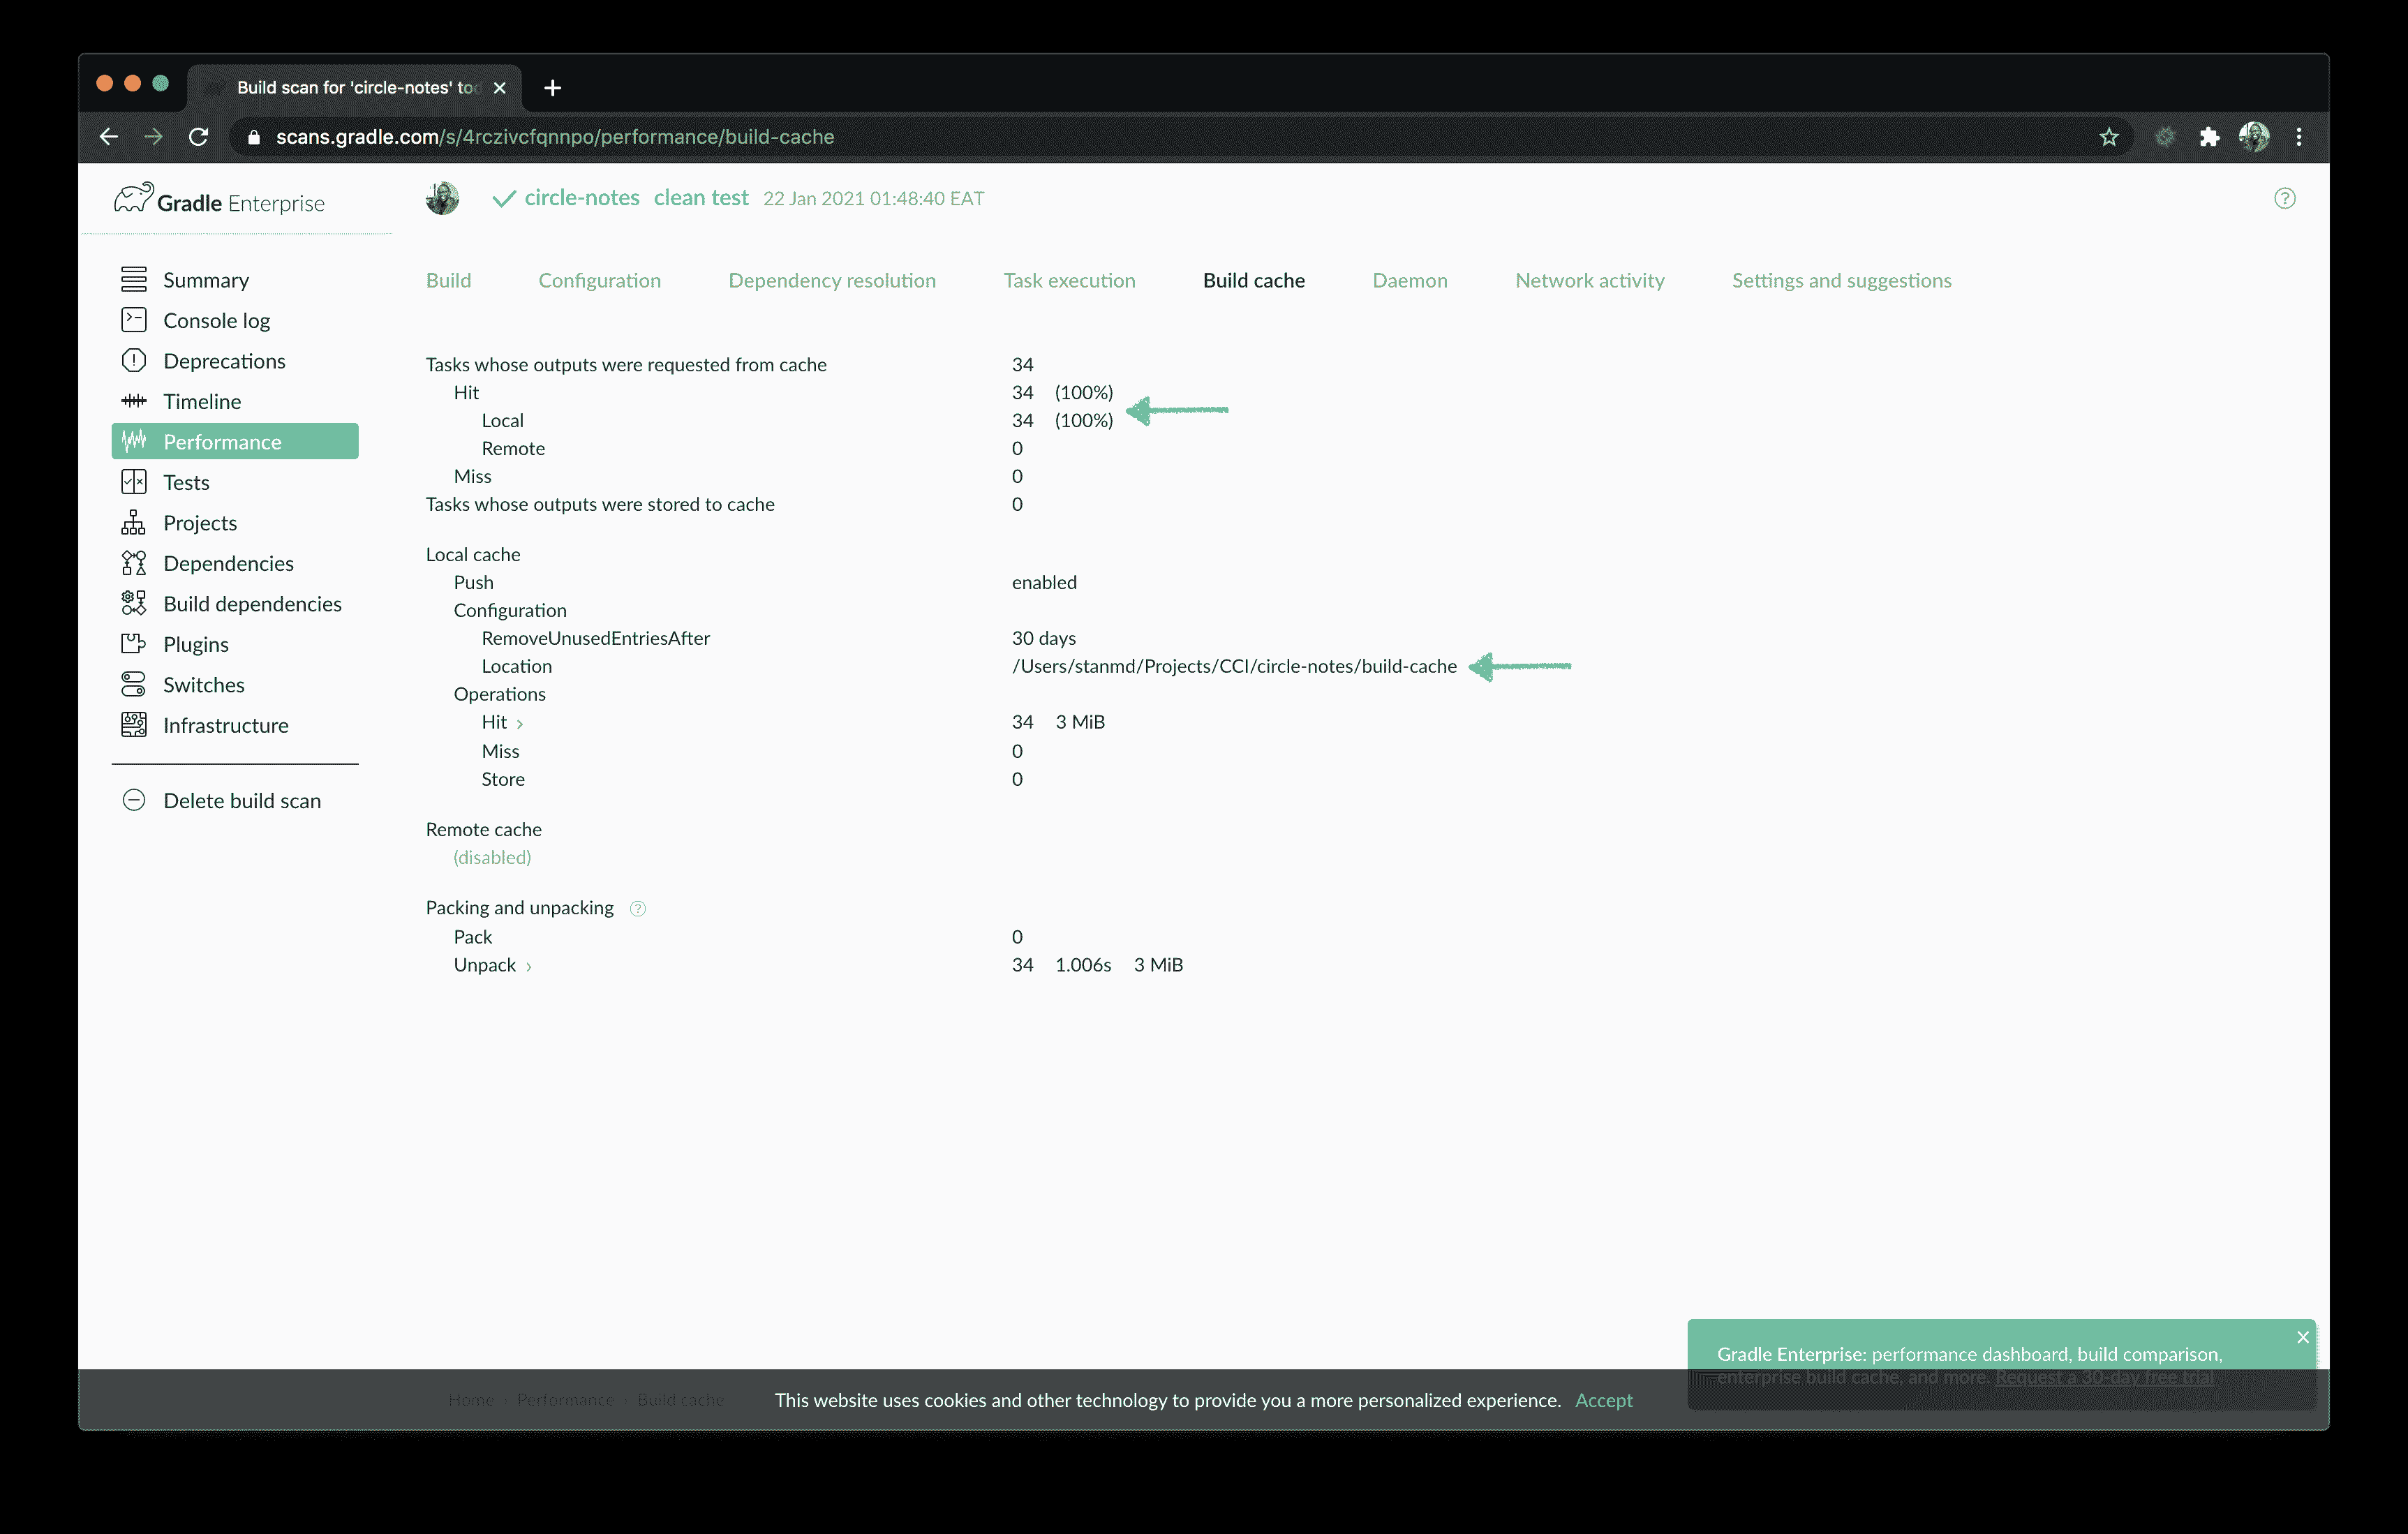 Build scan for 'circle-notes' tod
scans.gradle.com/s/4rczivcfqnnpo/performance/build-cache
Gradle Enterprise
circle-notes clean test 22 Jan 2021 01:48:40 EAT
Summary
Console log
Deprecations
Timeline
Performance
Tests
Projects
Dependencies
Build dependencies
Plugins
Switches
Infrastructure
Delete build scan
Build Configuration Dependency resolution Task execution Build cache Daemon Network activity Settings and suggestions
Tasks whose outputs were requested from cache 34
Hit 34 (100%)
Local 34 (100%)
Remote 0
Miss 0
Tasks whose outputs were stored to cache 0
Local cache
Push enabled
Configuration
RemoveUnusedEntriesAfter 30 days
Location /Users/stanmd/Projects/CCI/circle-notes/build-cache
Operations
Hit › 34 3 MiB
Miss 0
Store 0
Remote cache
(disabled)
Packing and unpacking ?
Pack 0
Unpack › 34 1.006s 3 MiB
Gradle Enterprise: performance dashboard, build comparison,
enterprise build cache, and more. Request a 30-day free trial
Home › Performance › Build cache
This website uses cookies and other technology to provide you a more personalized experience. Accept